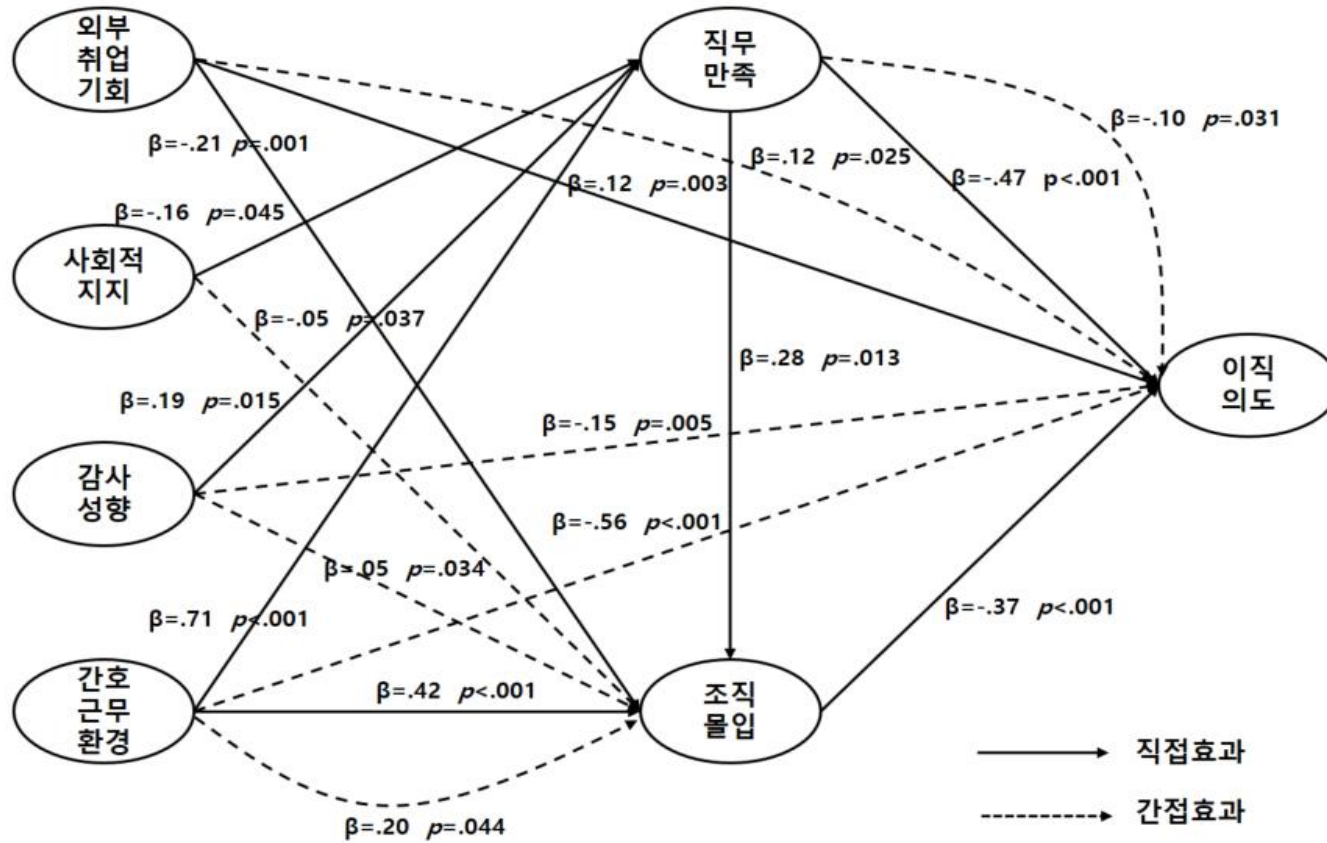 외부
취업
기회
직무
만족
β=-.10 p=.031
β=-.21 p=.001
β=.12 p=.025
β=.12 p=.003
β=-.47 p<.001
β=-.16 p=.045
사회적
지지
β=-.05 p=.037
β=.28 p=.013
이직
의도
β=.19 p=.015
β=-.15 p=.005
감사
성향
β=-.56 p<.001
β=.05 p=.034
β=.71 p<.001
β=-.37 p<.001
간호
근무
환경
β=.42 p<.001
조직
몰입
직접효과
간접효과
β=.20 p=.044